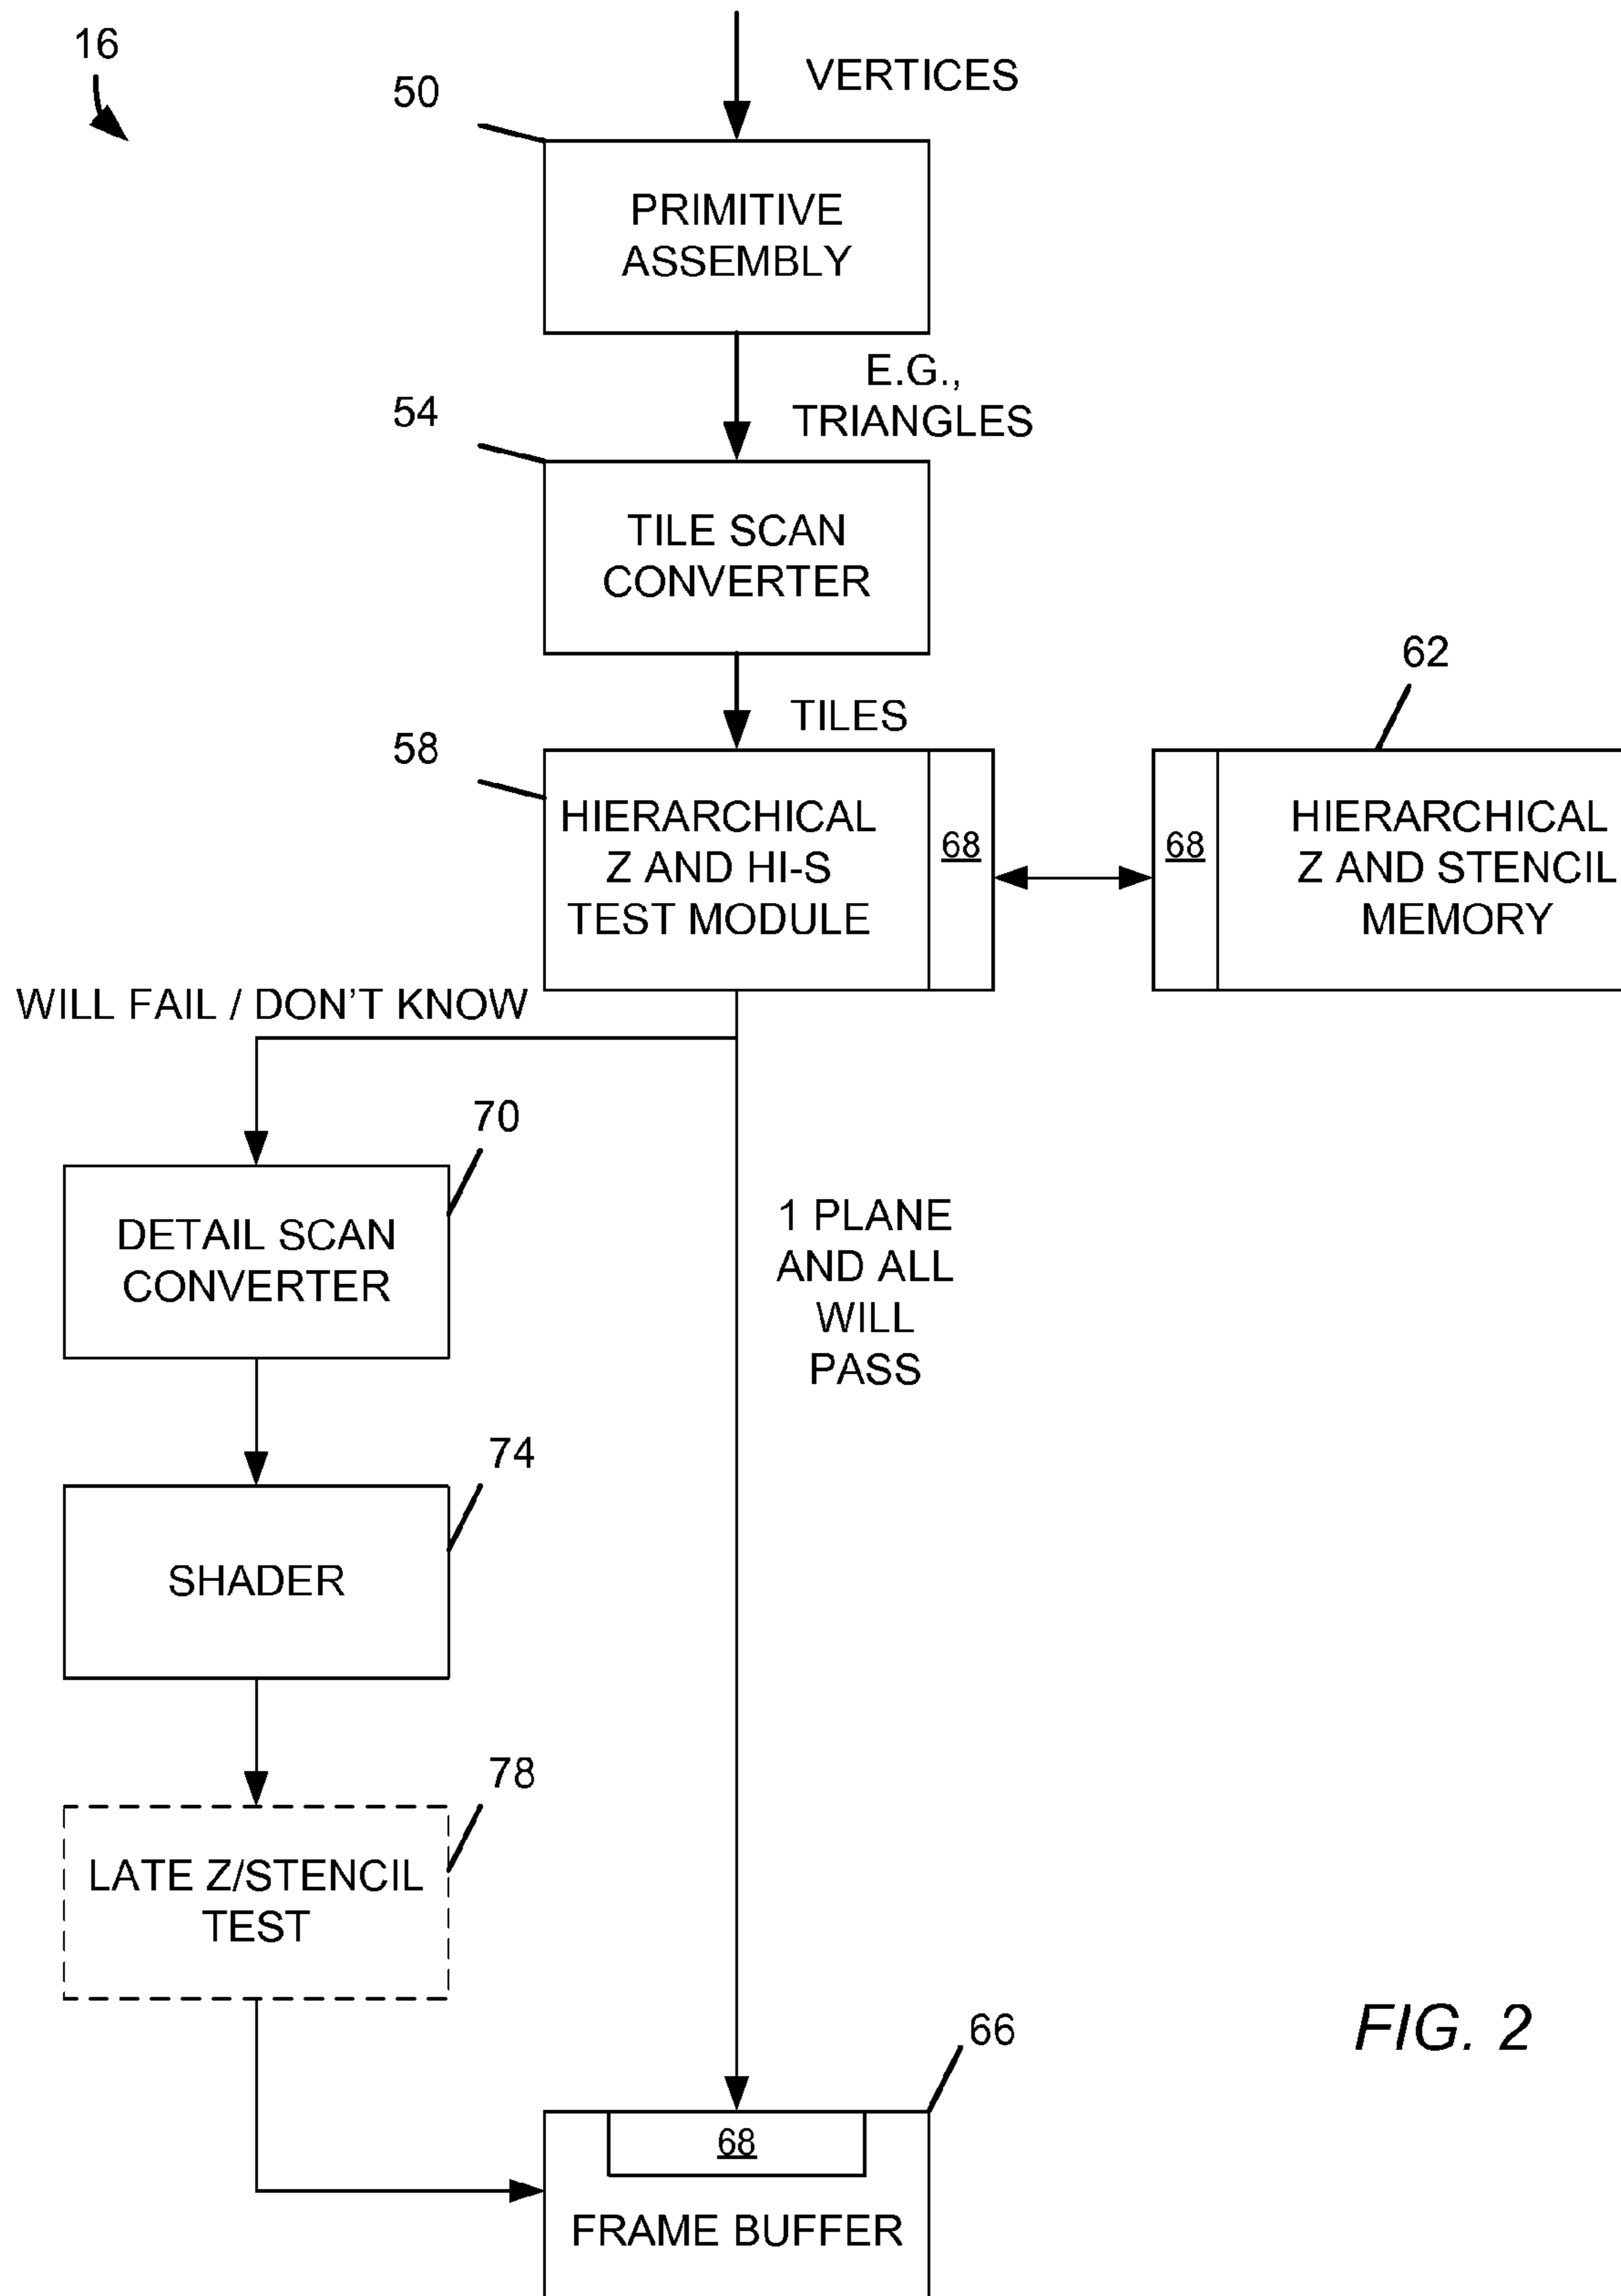 16
VERTICES
50
PRIMITIVE
ASSEMBLY
E.G.,
TRIANGLES
54
TILE SCAN
CONVERTER
62
TILES
58
HIERARCHICAL
Z AND HI-S
TEST MODULE
68
68
HIERARCHICAL
Z AND STENCIL
MEMORY
WILL FAIL / DON'T KNOW
70
DETAIL SCAN
CONVERTER
1 PLANE
AND ALL
WILL
PASS
74
SHADER
78
LATE Z/STENCIL
TEST
66
68
FRAME BUFFER
FIG. 2